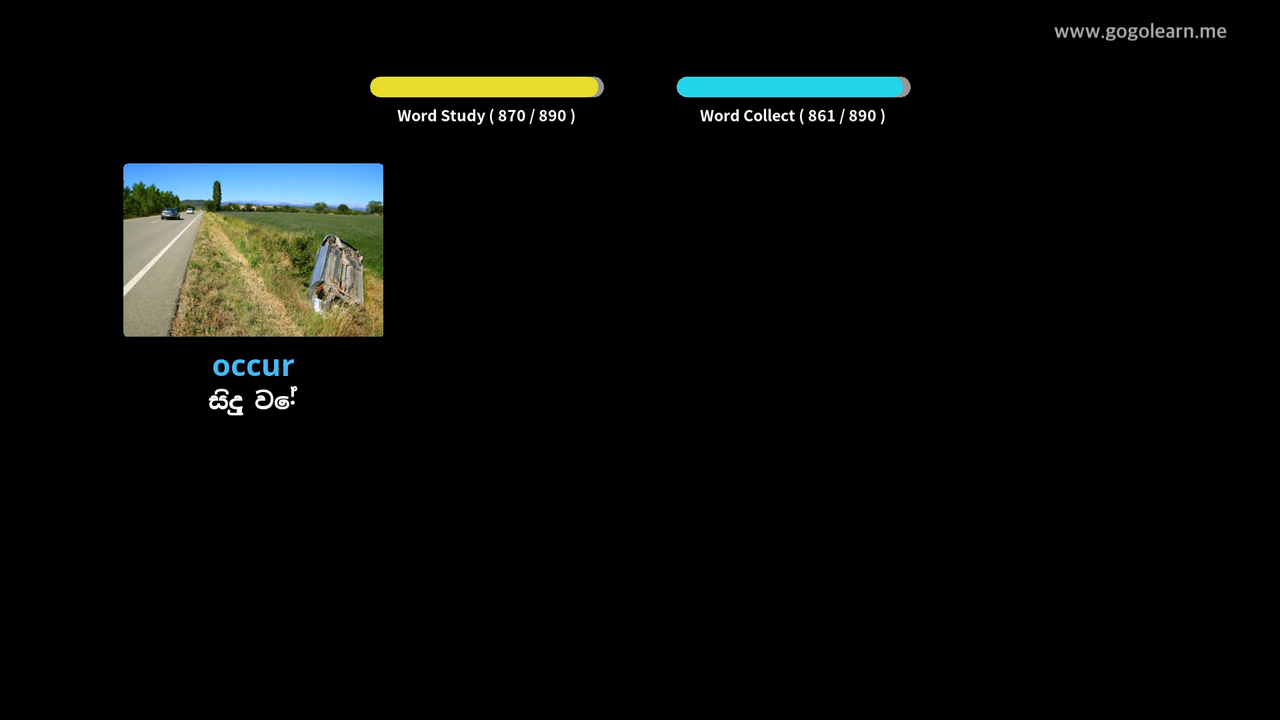 www.gogolearn.me
Word Study ( 870 / 890 )
Word Collect ( 861 / 890 )
occur
සිදු වේ.